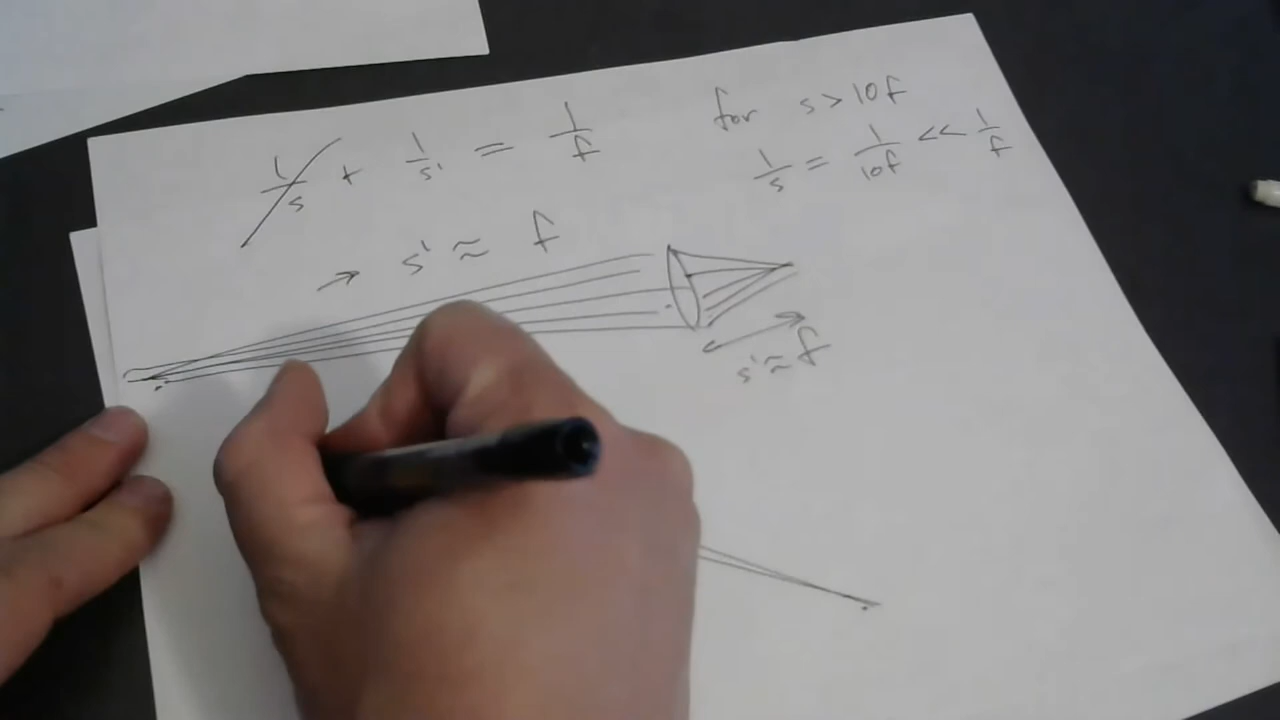 1/s + 1/s' = 1/f
for s > 10f
1/s = 1/10f << 1/f
→ s' ≈ f
s' ≈ f